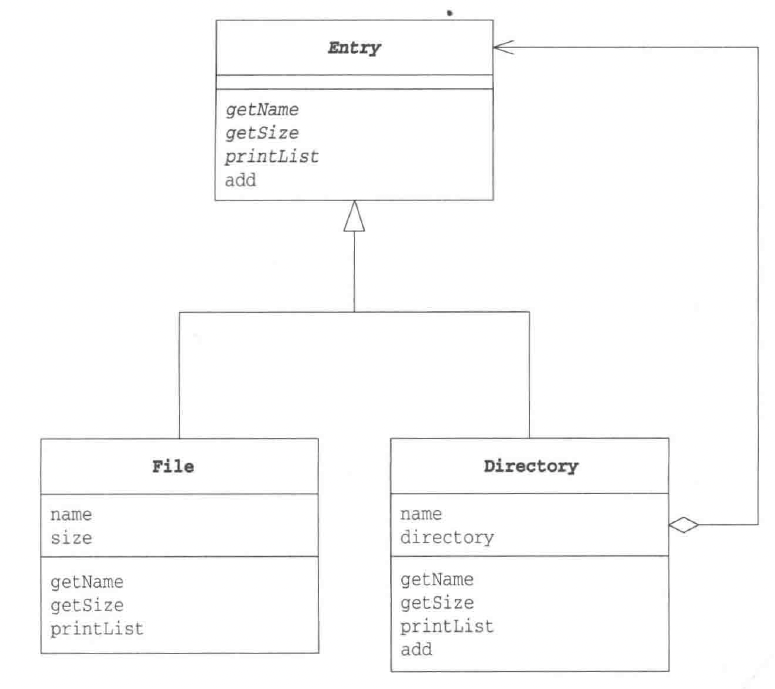 Entry
getName
getSize
printList
add
File
name
size
getName
getSize
printList
Directory
name
directory
getName
getSize
printList
add